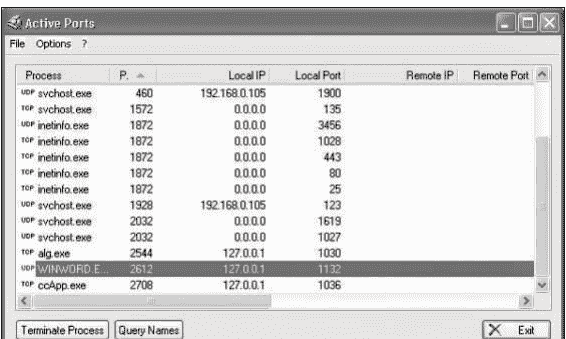 Active Ports
File Options ?
Process P. Local IP Local Port Remote IP Remote Port
UDP svchost.exe 460 192.168.0.105 1900
TCP svchost.exe 1572 0.0.0.0 135
UDP inetinfo.exe 1872 0.0.0.0 3456
TCP inetinfo.exe 1872 0.0.0.0 1028
TCP inetinfo.exe 1872 0.0.0.0 443
TCP inetinfo.exe 1872 0.0.0.0 80
TCP inetinfo.exe 1872 0.0.0.0 25
UDP svchost.exe 1928 192.168.0.105 123
UDP svchost.exe 2032 0.0.0.0 1619
UDP svchost.exe 2032 0.0.0.0 1027
TCP alg.exe 2544 127.0.0.1 1030
UDP WINWORD.E... 2612 127.0.0.1 1132
TCP ccApp.exe 2708 127.0.0.1 1036
Terminate Process Query Names Exit